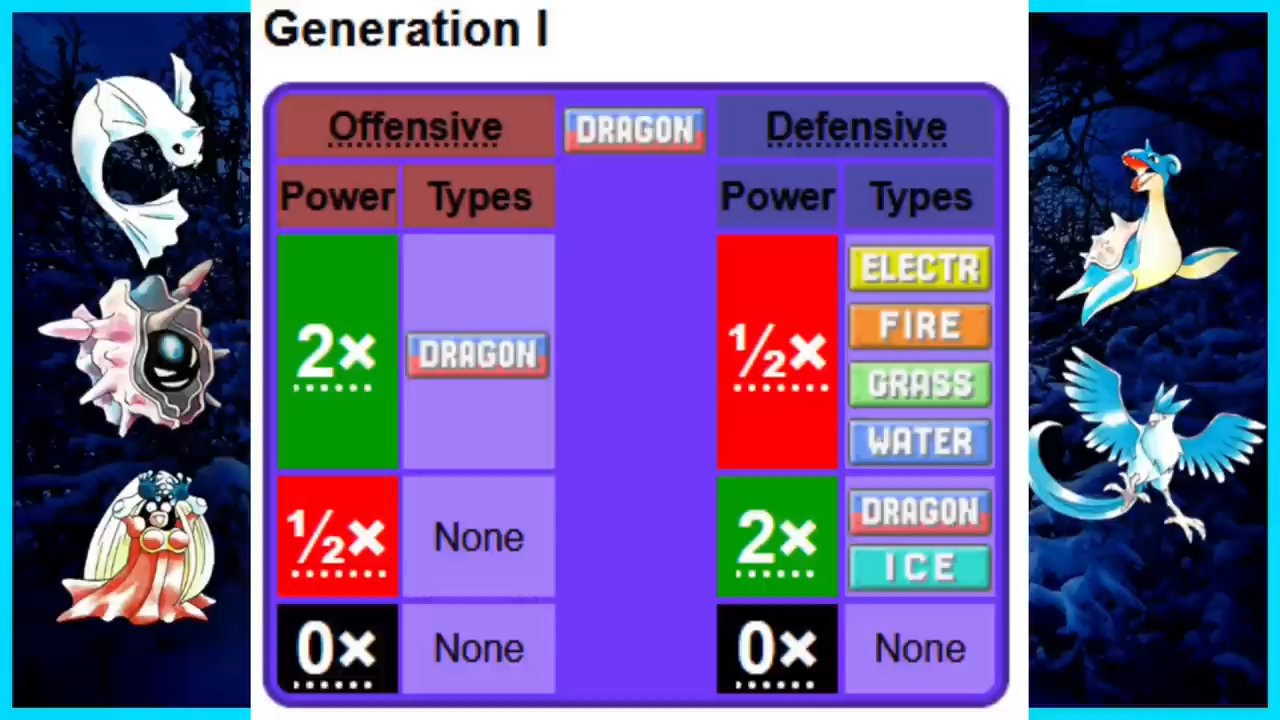 Generation I
Offensive DRAGON Defensive
Power Types Power Types
2× DRAGON ½× ELECTR
FIRE
GRASS
WATER
½× None 2× DRAGON
ICE
0× None 0× None